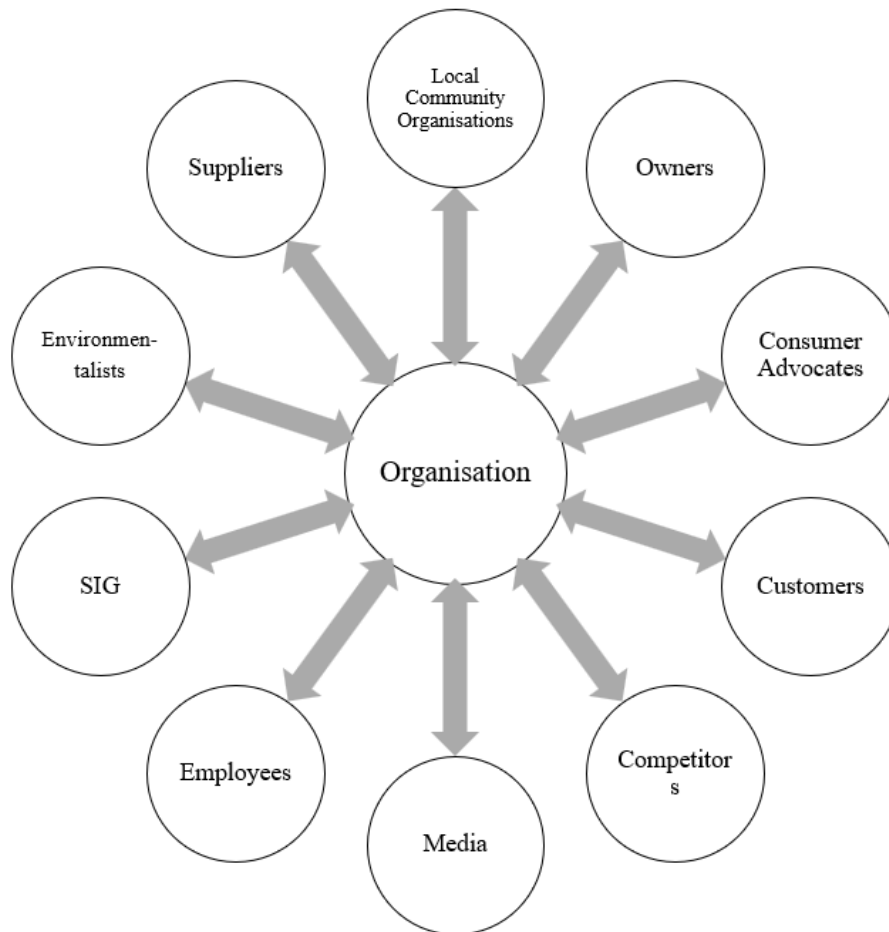 Local
Community
Organisations
Suppliers
Owners
Environmen-
talists
Consumer
Advocates
Organisation
SIG
Customers
Employees
Competitor
s
Media